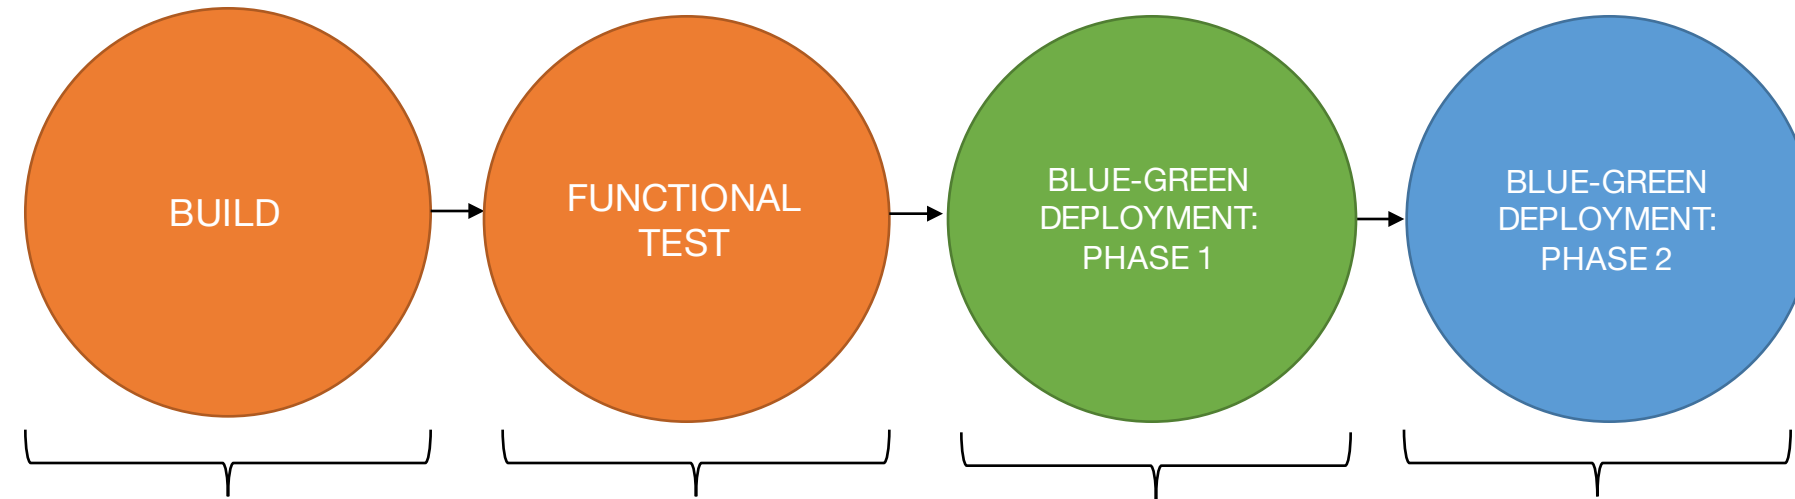 BUILD
FUNCTIONAL
TEST
BLUE-GREEN
DEPLOYMENT:
PHASE 1
BLUE-GREEN
DEPLOYMENT:
PHASE 2